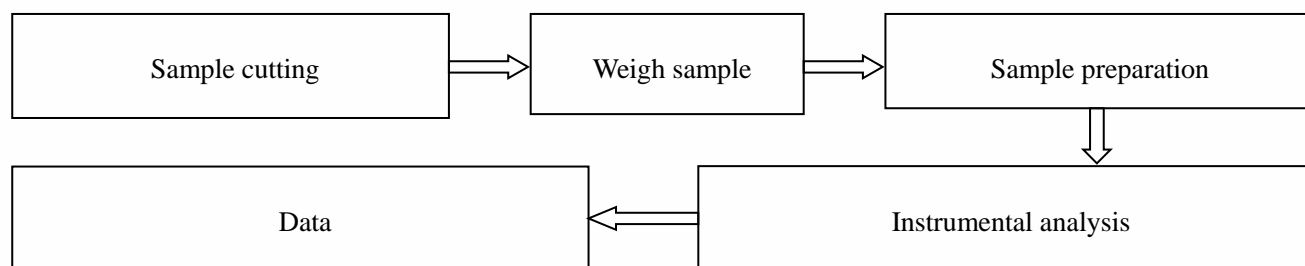 Sample cutting
Weigh sample
Sample preparation
Instrumental analysis
Data